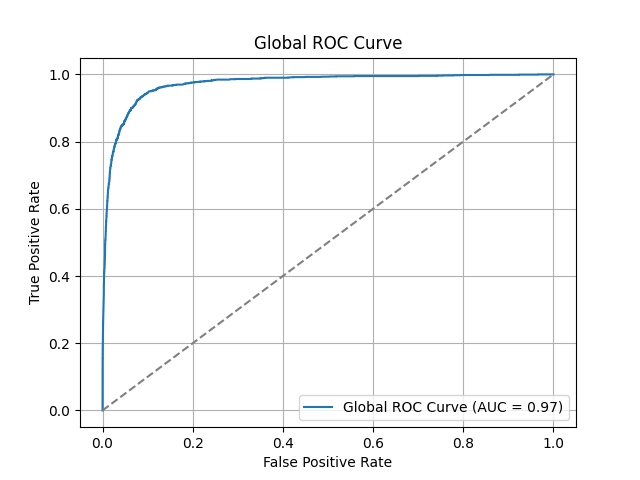 Global ROC Curve
True Positive Rate
1.0
0.8
0.6
0.4
0.2
0.0
Global ROC Curve (AUC = 0.97)
0.0 0.2 0.4 0.6 0.8 1.0
False Positive Rate